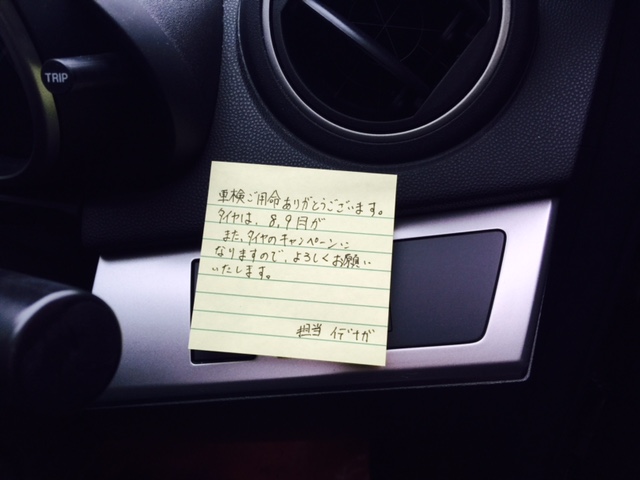 TRIP
車検ご用命ありがとうございます。
タイヤは、8,9月が
また、タイヤのキャンペーンに
なりますので、よろしくお願い
いたします。
担当 イデナガ